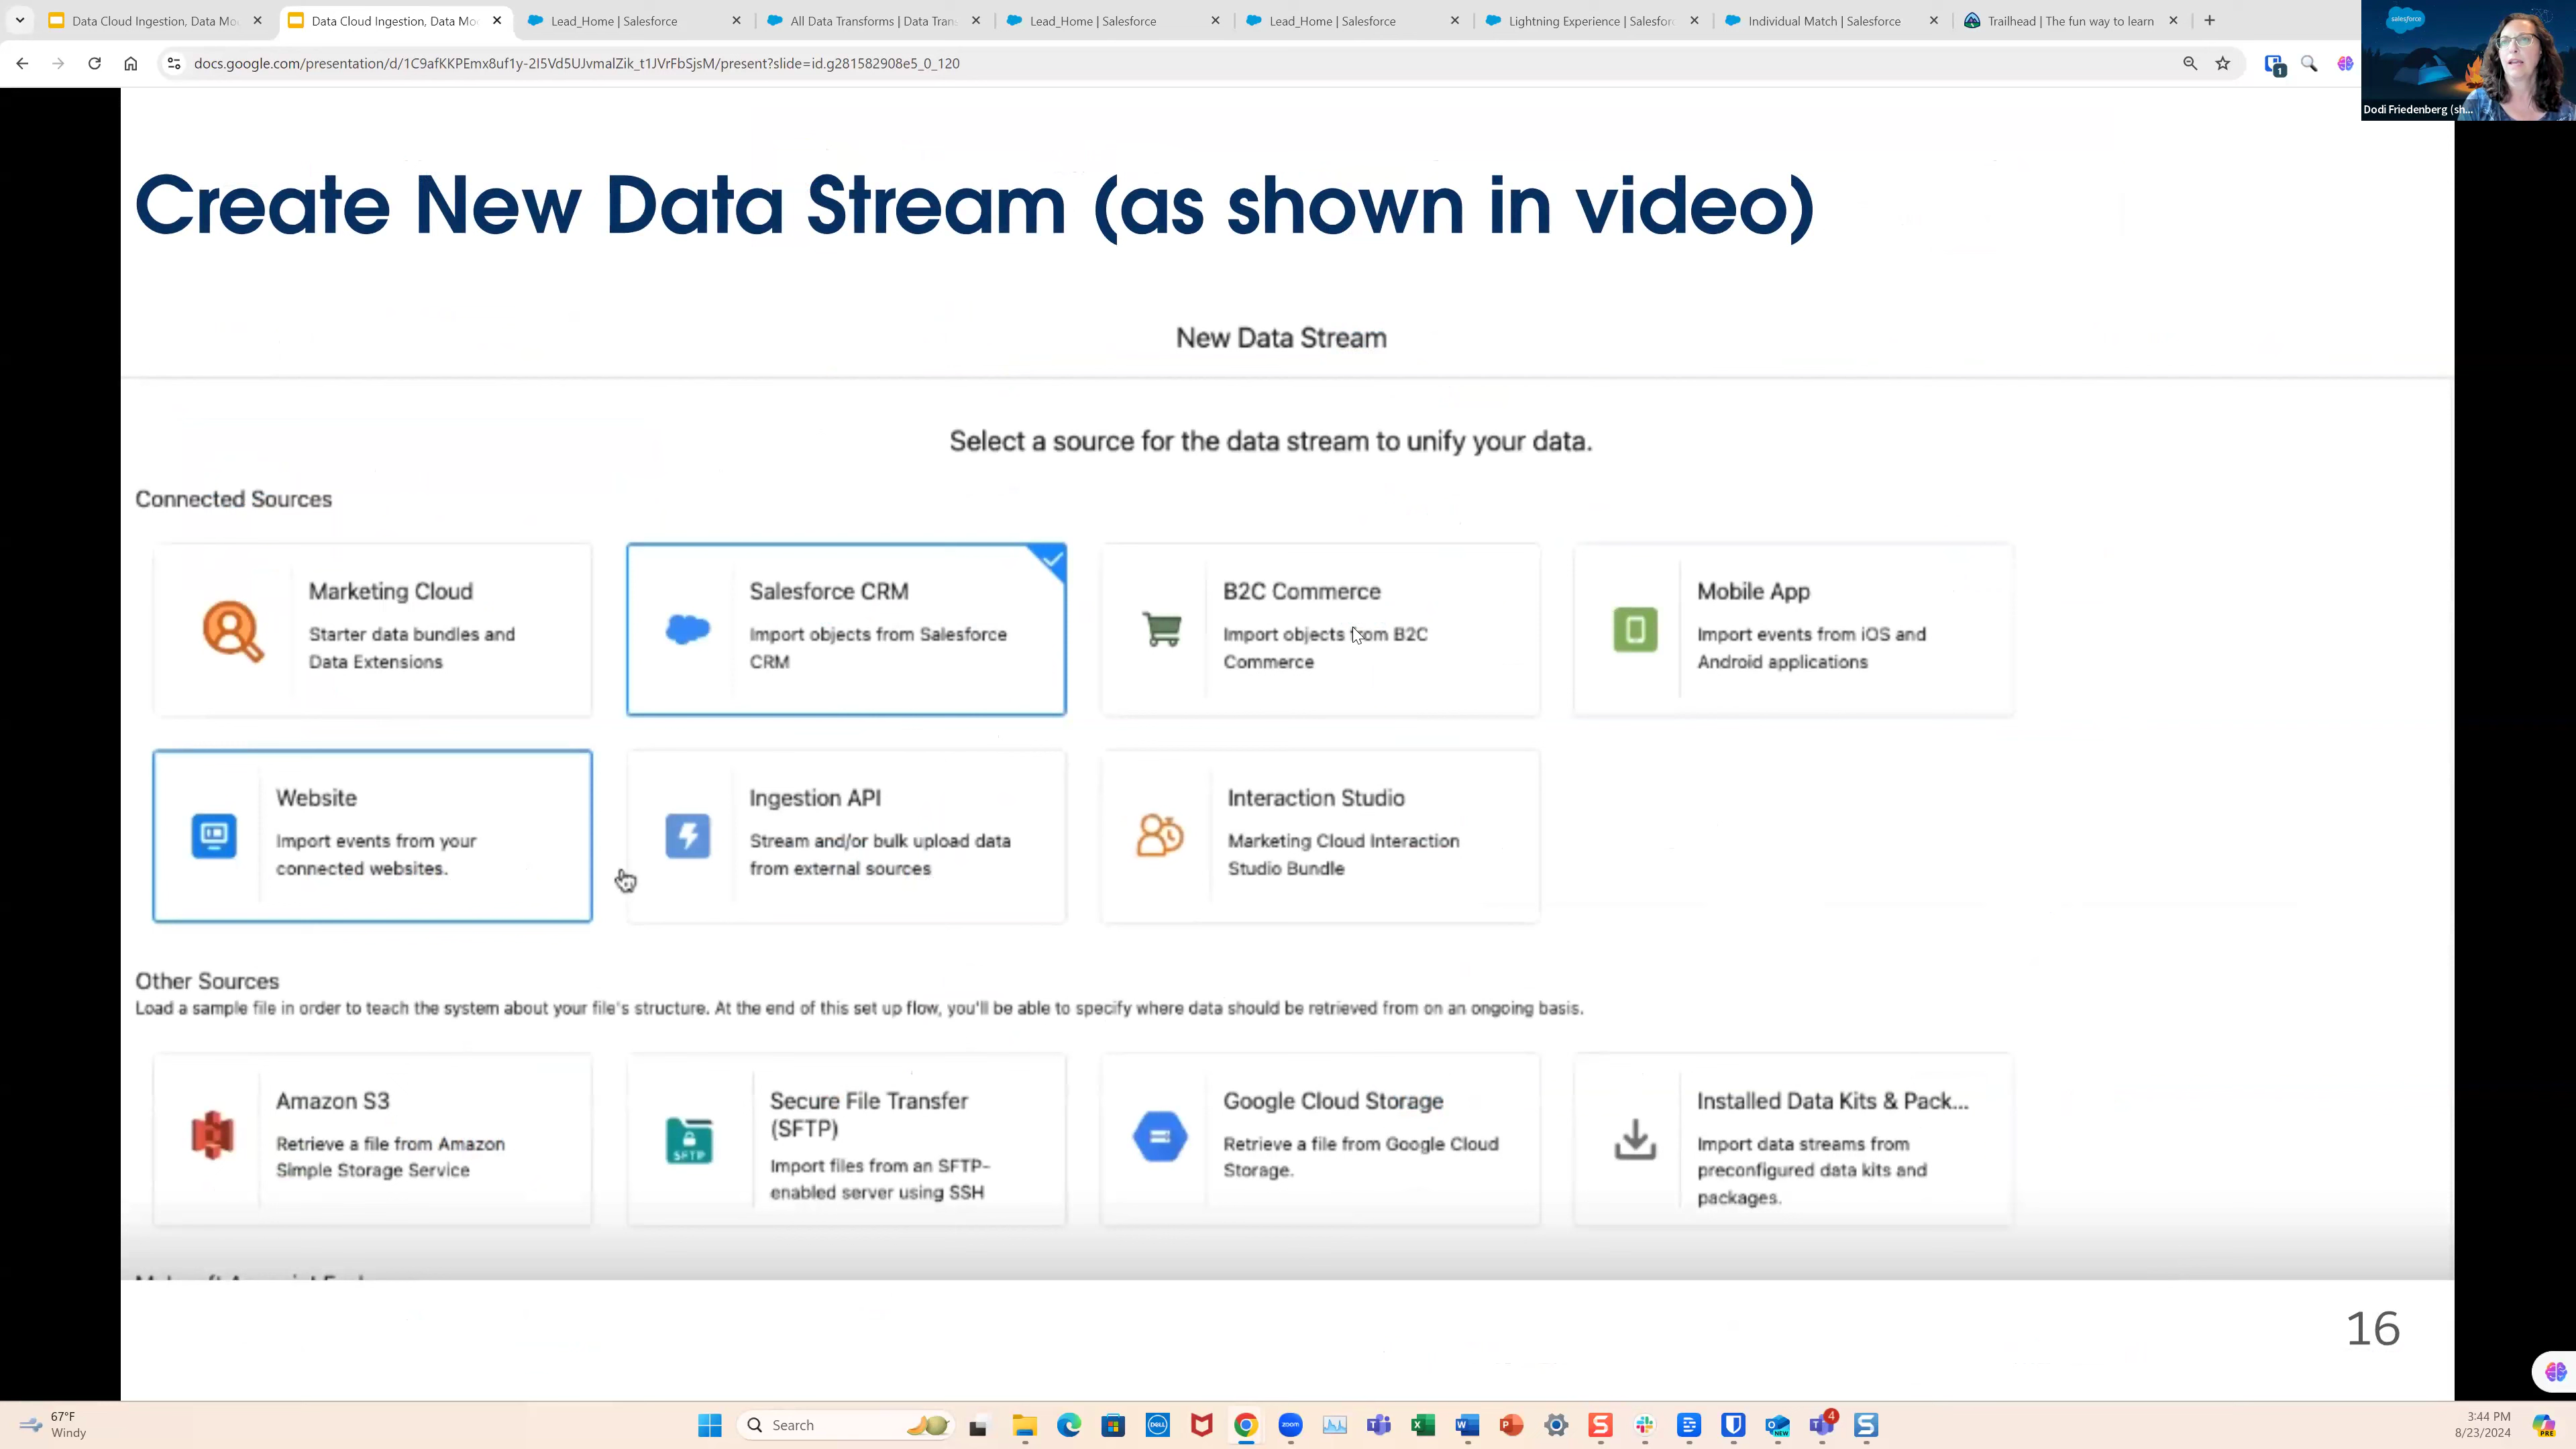 Data Cloud Ingestion, Data Mo
Data Cloud Ingestion, Data Mo
Lead_Home | Salesforce
All Data Transforms | Data Tran
Lead_Home | Salesforce
Lead_Home | Salesforce
Lightning Experience | Salesfor
Individual Match | Salesforce
Trailhead | The fun way to learn
docs.google.com/presentation/d/1C9afKKPEmx8uf1y-2I5Vd5UJvmalZik_t1JVrFbSjsM/present?slide=id.g281582908e5_0_120
1
salesforce
Dodi Friedenberg (sh...
Create New Data Stream (as shown in video)
New Data Stream
Select a source for the data stream to unify your data.
Connected Sources
Marketing Cloud
Starter data bundles and
Data Extensions
Salesforce CRM
Import objects from Salesforce
CRM
B2C Commerce
Import objects from B2C
Commerce
Mobile App
Import events from iOS and
Android applications
Website
Import events from your
connected websites.
Ingestion API
Stream and/or bulk upload data
from external sources
Interaction Studio
Marketing Cloud Interaction
Studio Bundle
Other Sources
Load a sample file in order to teach the system about your file's structure. At the end of this set up flow, you'll be able to specify where data should be retrieved from on an ongoing basis.
Amazon S3
Retrieve a file from Amazon
Simple Storage Service
SFTP
Secure File Transfer
(SFTP)
Import files from an SFTP-
enabled server using SSH
Google Cloud Storage
Retrieve a file from Google Cloud
Storage.
Installed Data Kits & Pack...
Import data streams from
preconfigured data kits and
packages.
16
67°F
Windy
Search
DELL
zoom
NEW
4
3:44 PM
8/23/2024
PRE